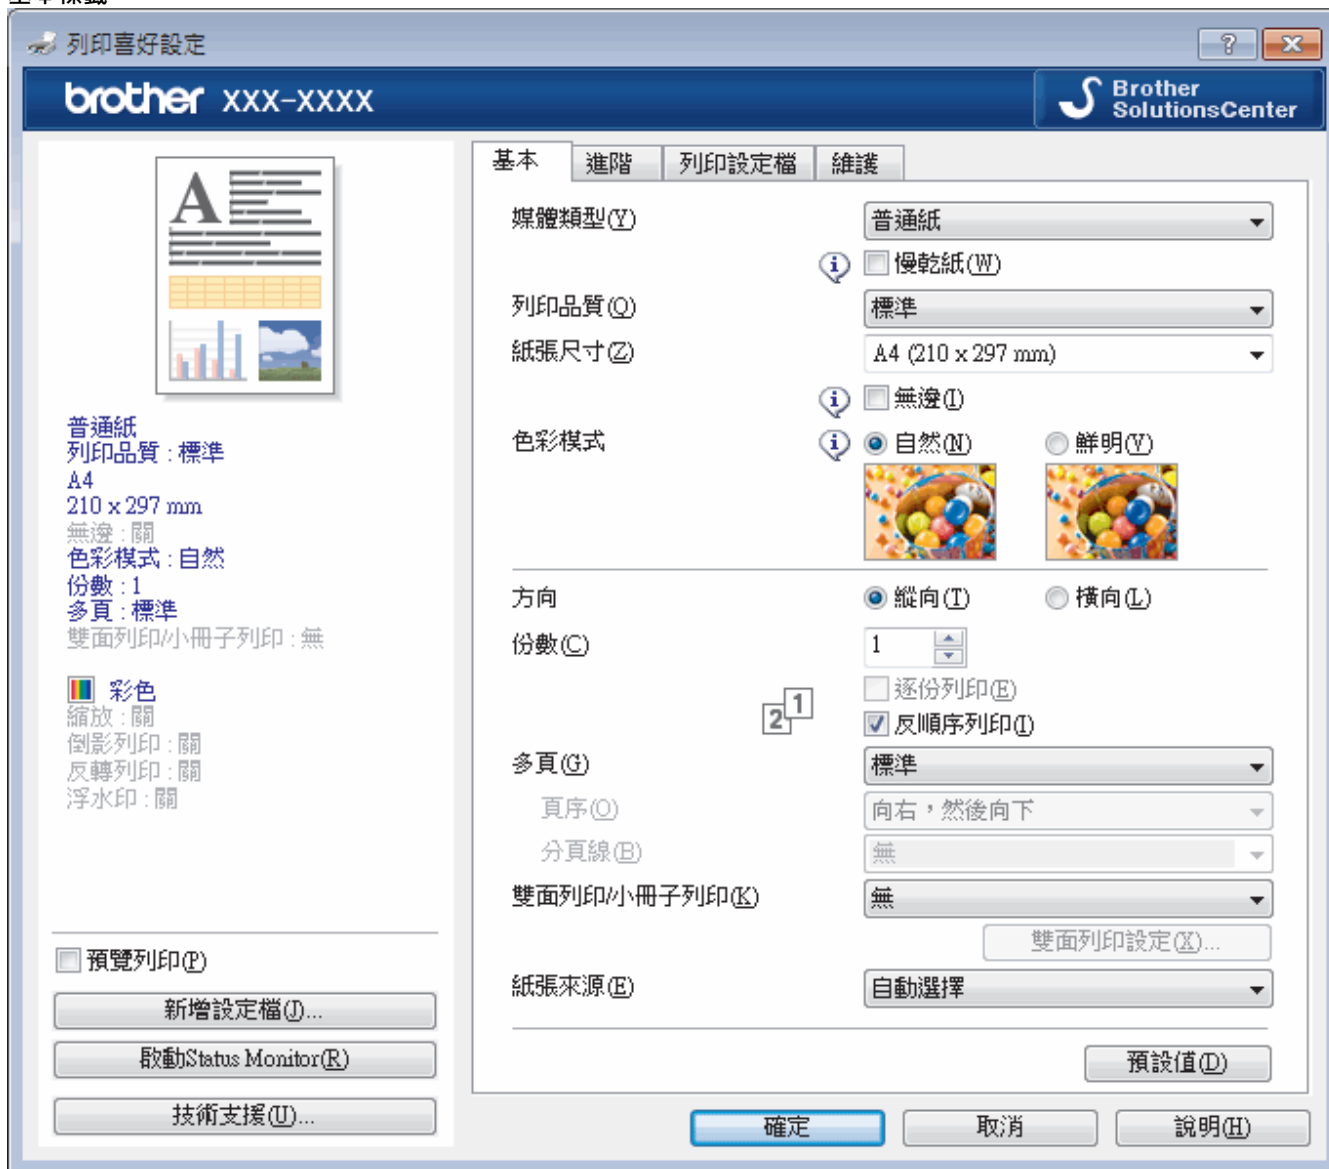 基本標籤
列印喜好設定
brother XXX-XXXX
Brother
SolutionsCenter
A
普通紙
列印品質 : 標準
A4
210 x 297 mm
無邊 : 關
色彩模式 : 自然
份數 : 1
多頁 : 標準
雙面列印/小冊子列印 : 無
彩色
縮放 : 關
倒影列印 : 關
反轉列印 : 關
浮水印 : 關
預覽列印(P)
新增設定檔(J)...
啟動Status Monitor(R)
技術支援(U)...
基本 進階 列印設定檔 維護
媒體類型(Y) 普通紙
慢乾紙(W)
列印品質(Q) 標準
紙張尺寸(Z) A4 (210 x 297 mm)
無邊(I)
色彩模式 自然(N) 鮮明(V)
方向 縱向(T) 橫向(L)
份數(C) 1
逐份列印(E)
2 1 反順序列印(I)
多頁(G) 標準
頁序(O) 向右，然後向下
分頁線(B) 無
雙面列印/小冊子列印(K) 無
雙面列印設定(X)...
紙張來源(E) 自動選擇
預設值(D)
確定 取消 說明(H)